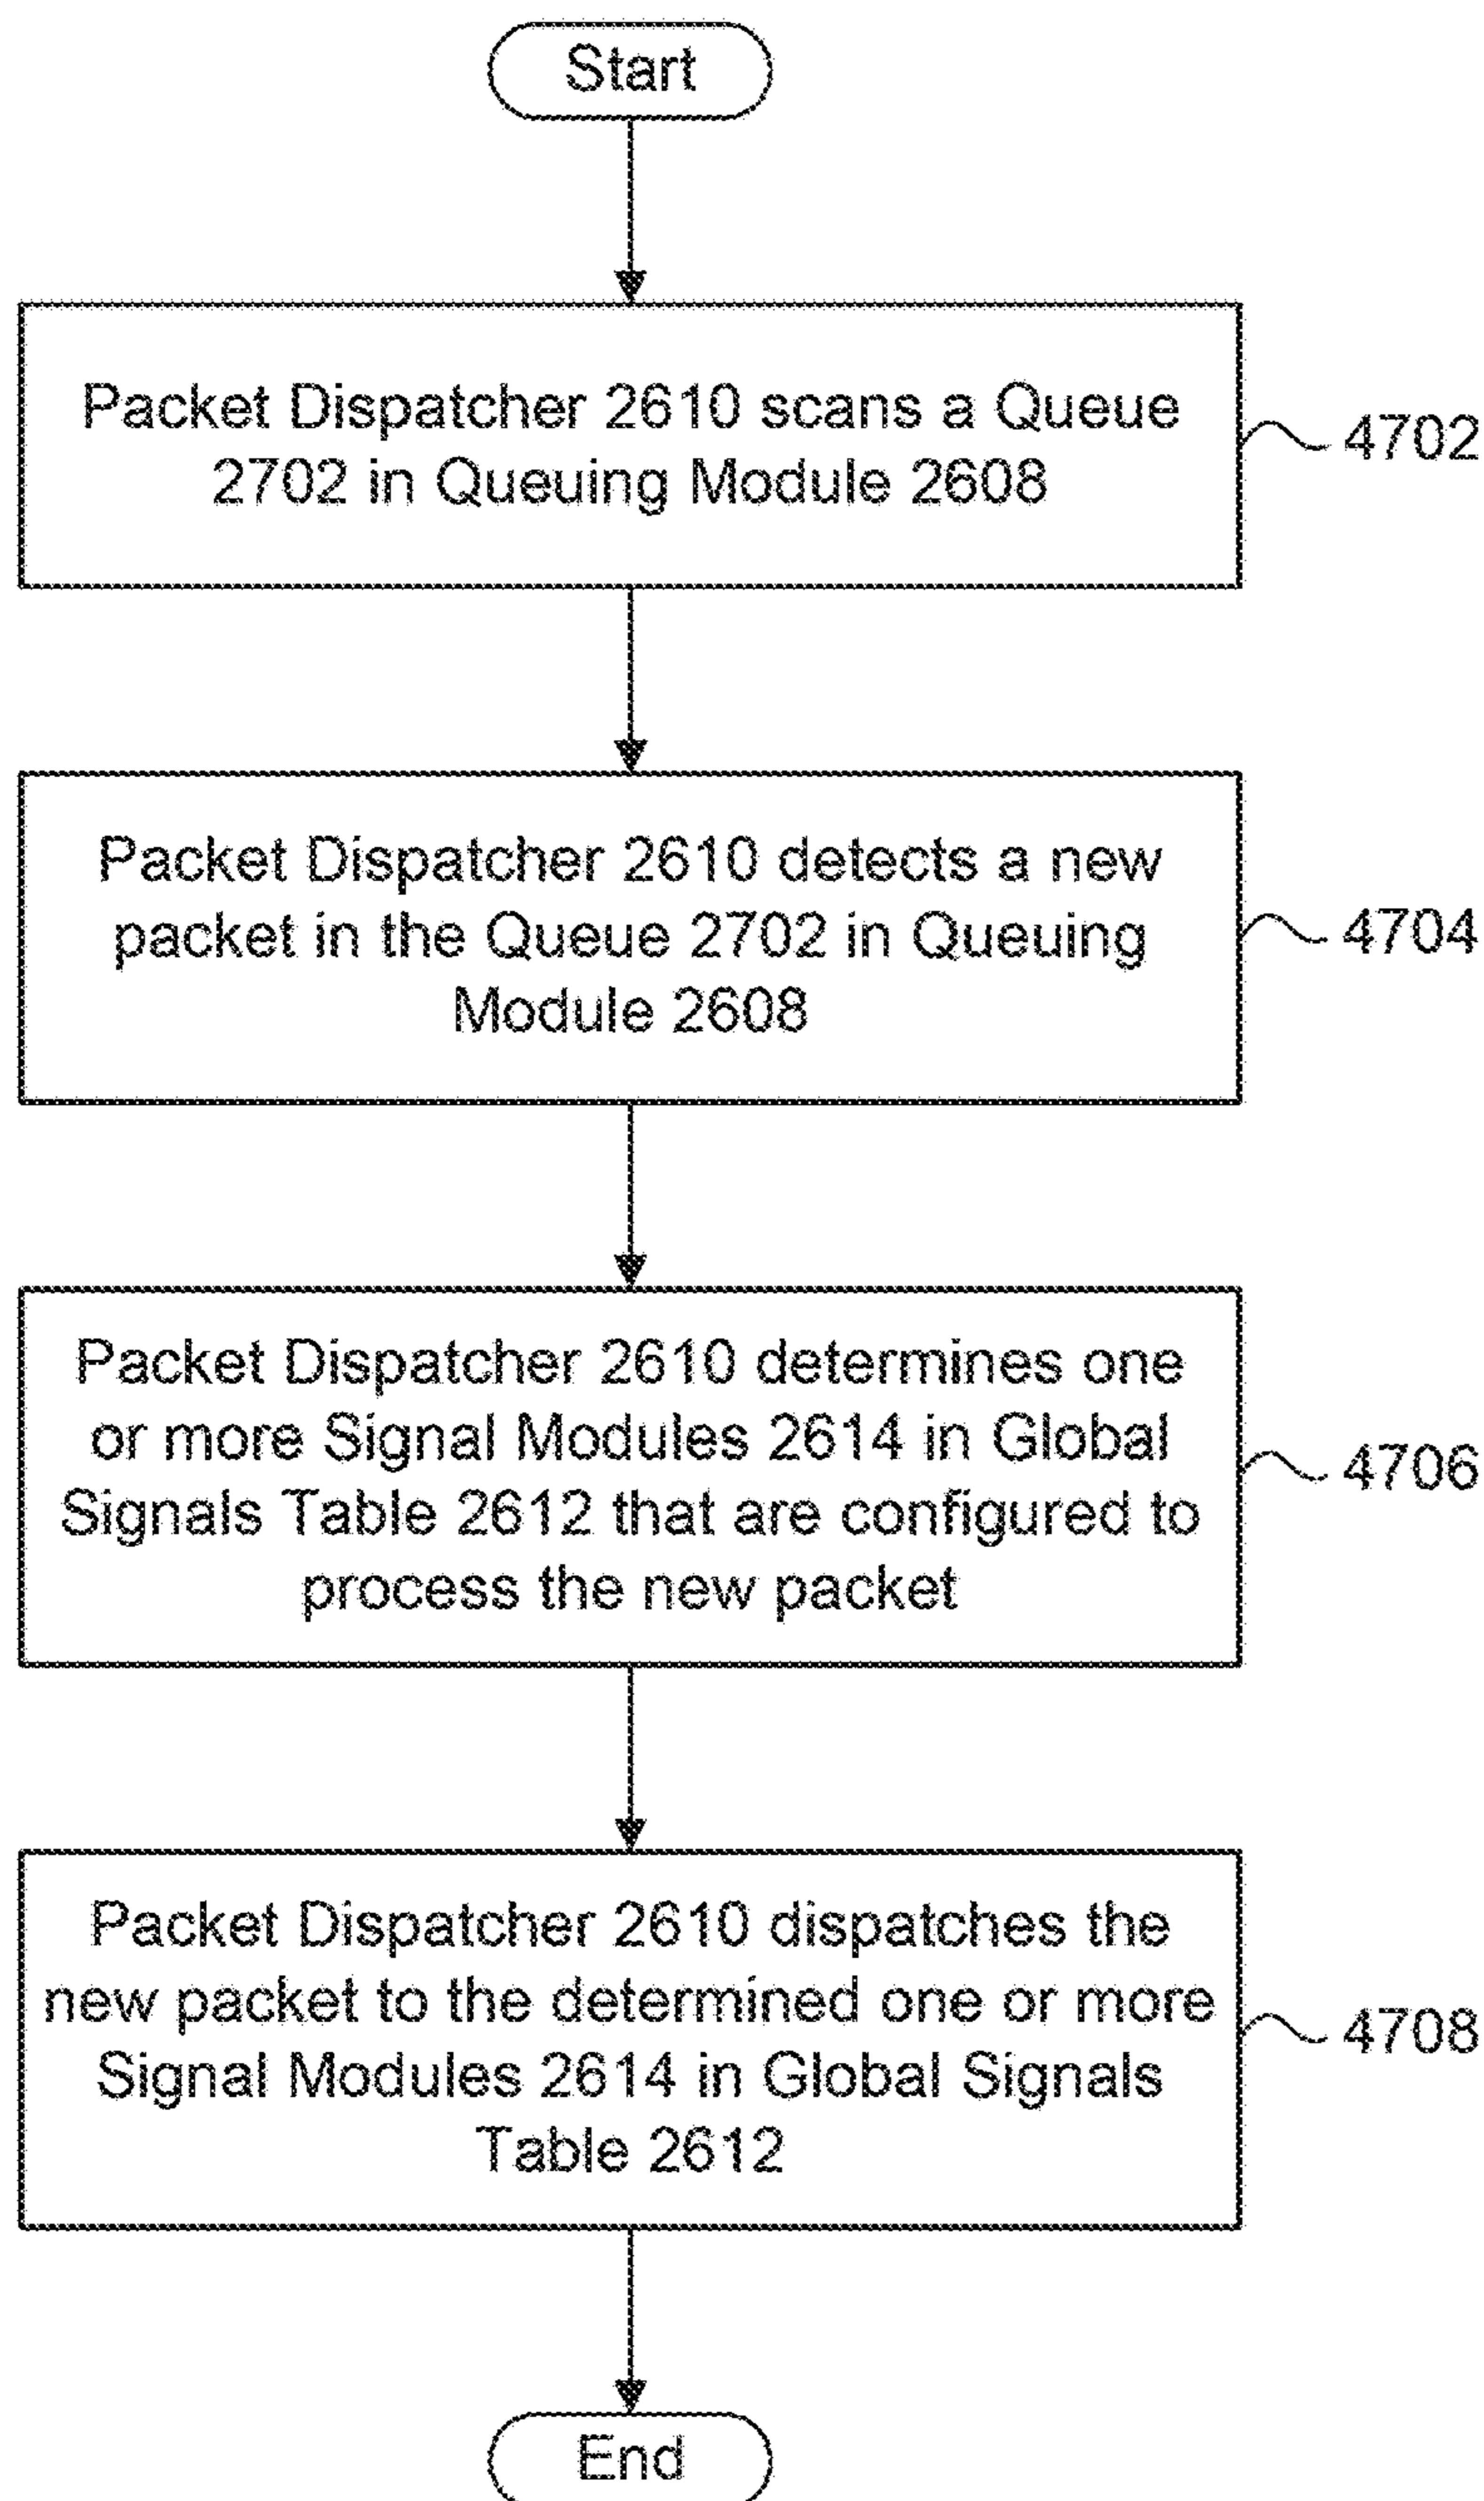 Start
Packet Dispatcher 2610 scans a Queue
2702 in Queuing Module 2608
4702
Packet Dispatcher 2610 detects a new
packet in the Queue 2702 in Queuing
Module 2608
4704
Packet Dispatcher 2610 determines one
or more Signal Modules 2614 in Global
Signals Table 2612 that are configured to
process the new packet
4706
Packet Dispatcher 2610 dispatches the
new packet to the determined one or more
Signal Modules 2614 in Global Signals
Table 2612
4708
End